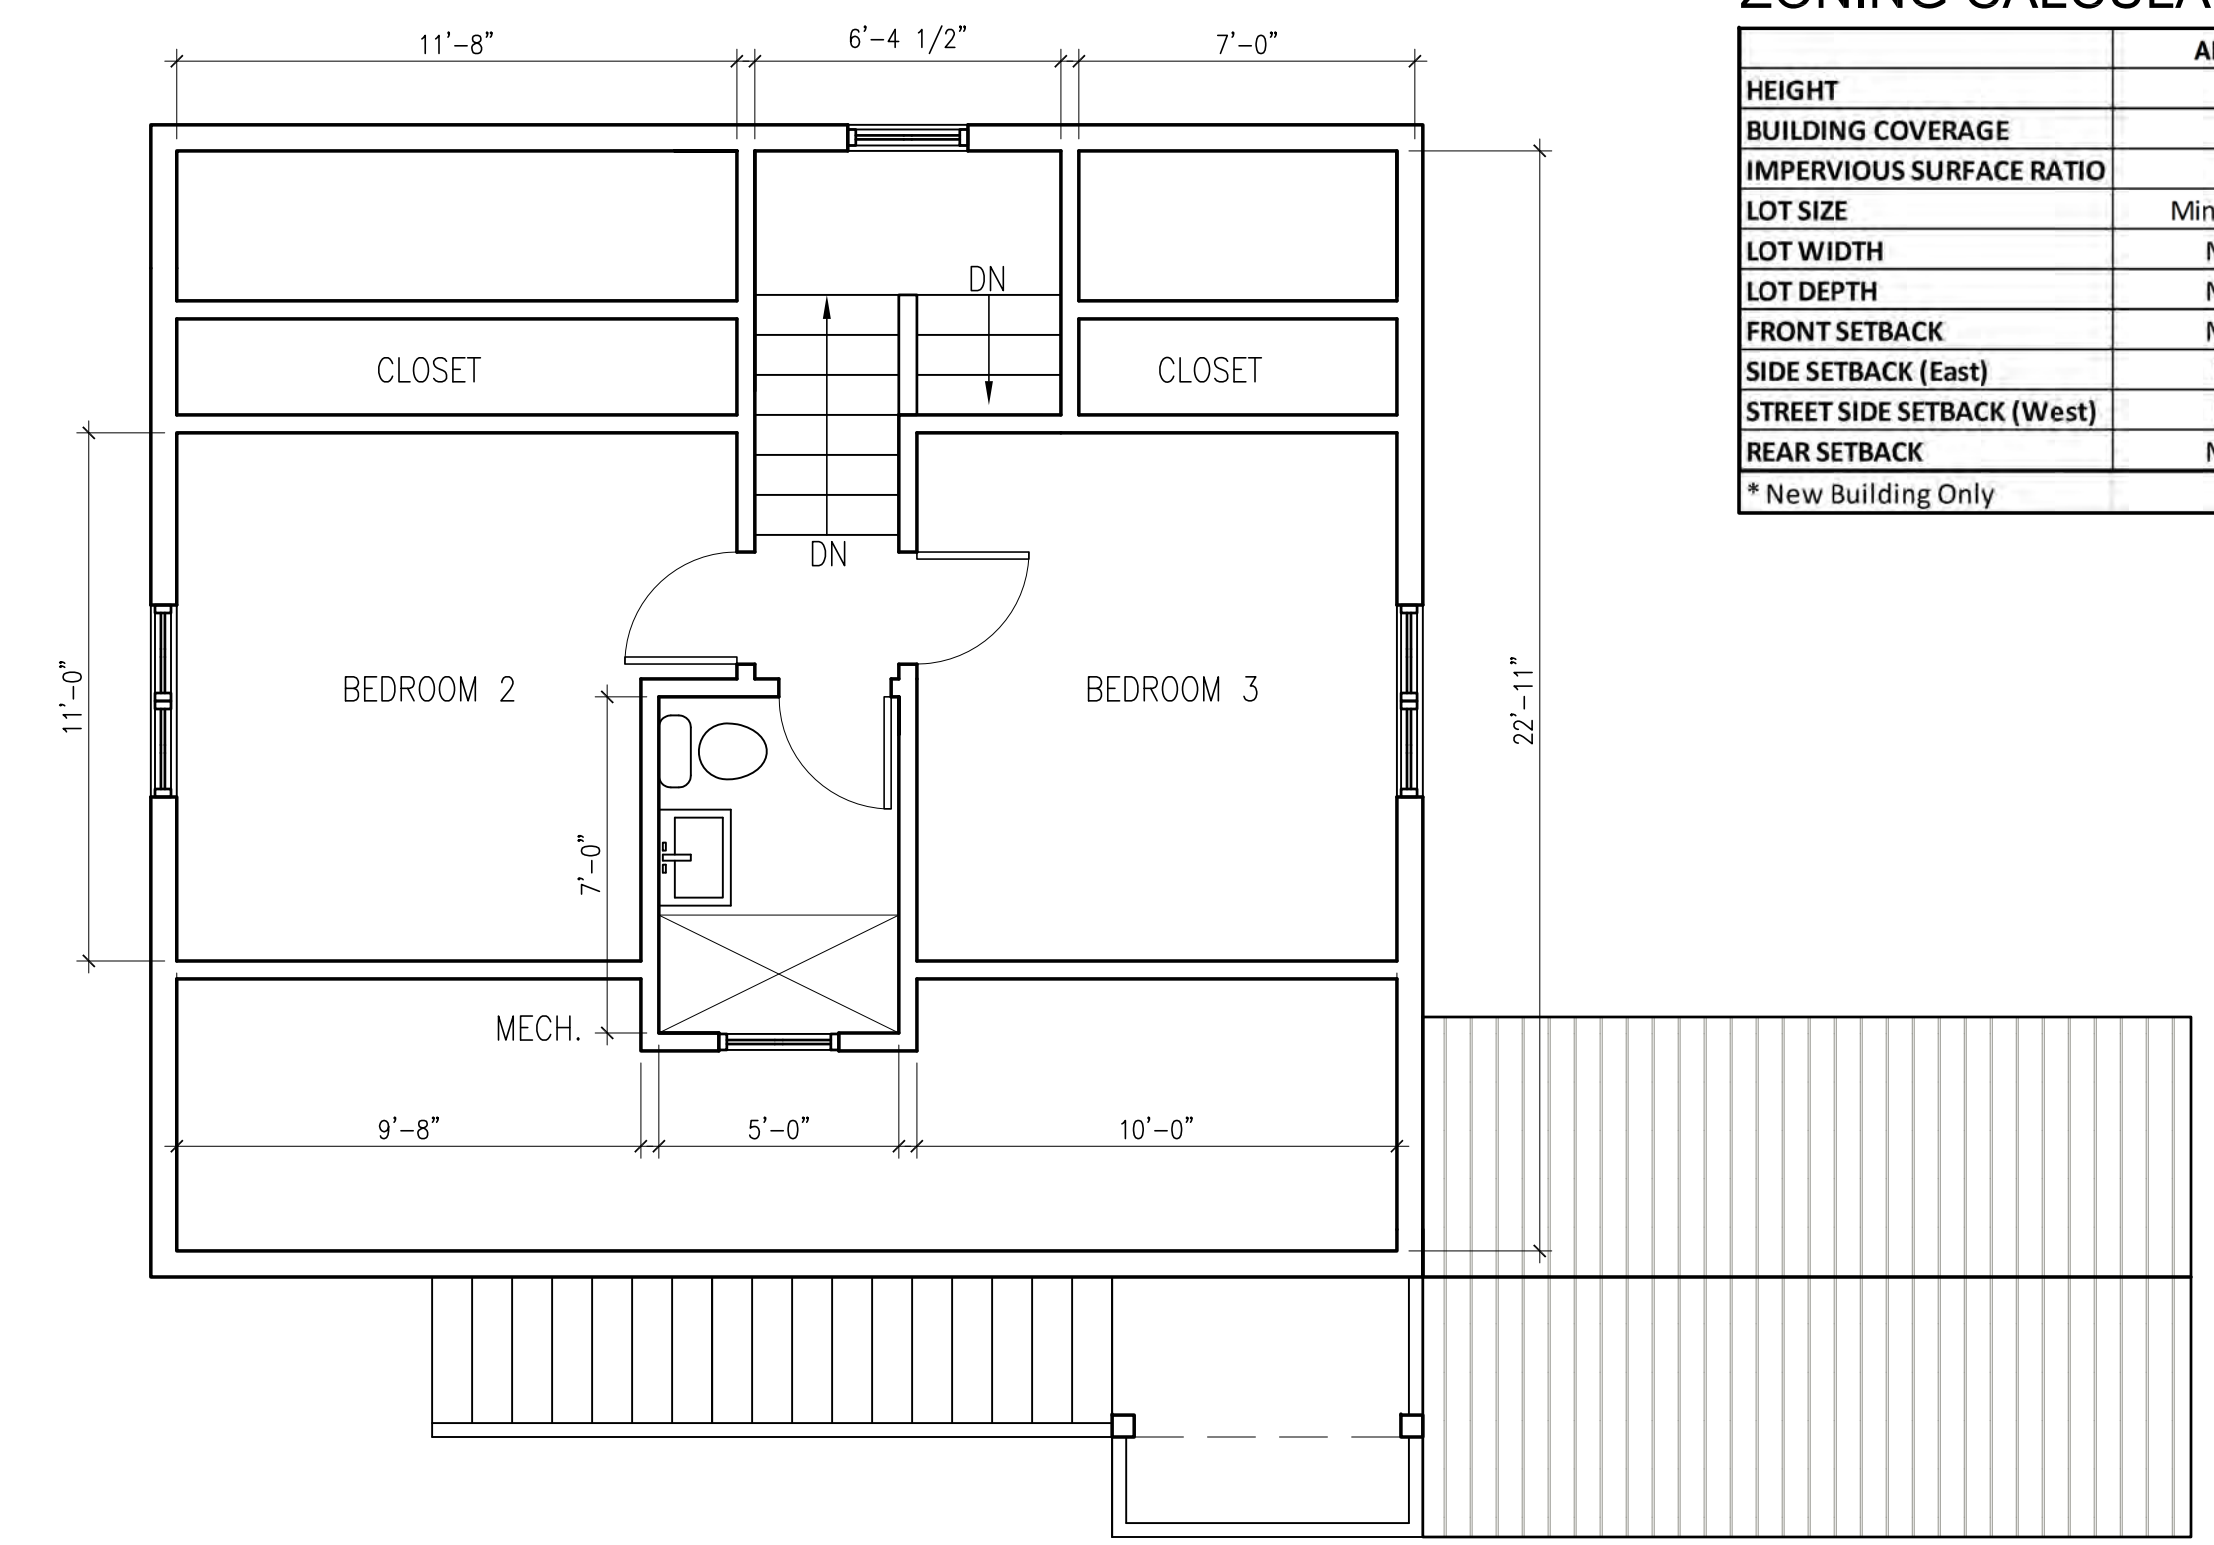 ZONING CALCULA
11'-8"
6'-4 1/2"
7'-0"
HEIGHT
BUILDING COVERAGE
IMPERVIOUS SURFACE RATIO
LOT SIZE
LOT WIDTH
LOT DEPTH
FRONT SETBACK
SIDE SETBACK (East)
STREET SIDE SETBACK (West)
REAR SETBACK
* New Building Only
DN
CLOSET
CLOSET
DN
BEDROOM 2
BEDROOM 3
11'-0"
22'-11"
7'-0"
MECH.
9'-8"
5'-0"
10'-0"